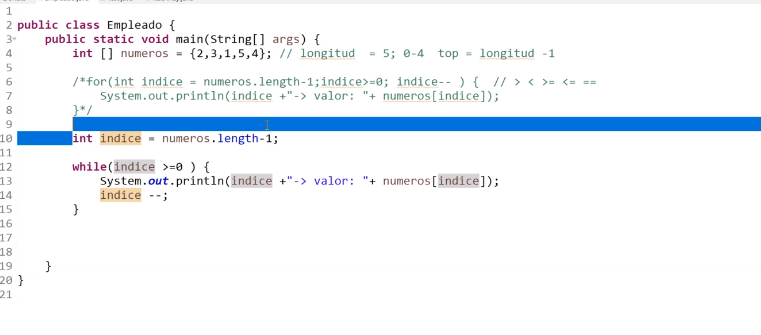 1
2 public class Empleado {
3 public static void main(String[] args) {
4 int [] numeros = {2,3,1,5,4}; // longitud = 5; 0-4 top = longitud -1
5
6 /*for(int indice = numeros.length-1;indice>=0; indice-- ) { // > < >= <= ==
7 System.out.println(indice +"-> valor: "+ numeros[indice]);
8 }*/
9
10 int indice = numeros.length-1;
11
12 while(indice >=0 ) {
13 System.out.println(indice +"-> valor: "+ numeros[indice]);
14 indice --;
15 }
16
17
18
19 }
20 }
21